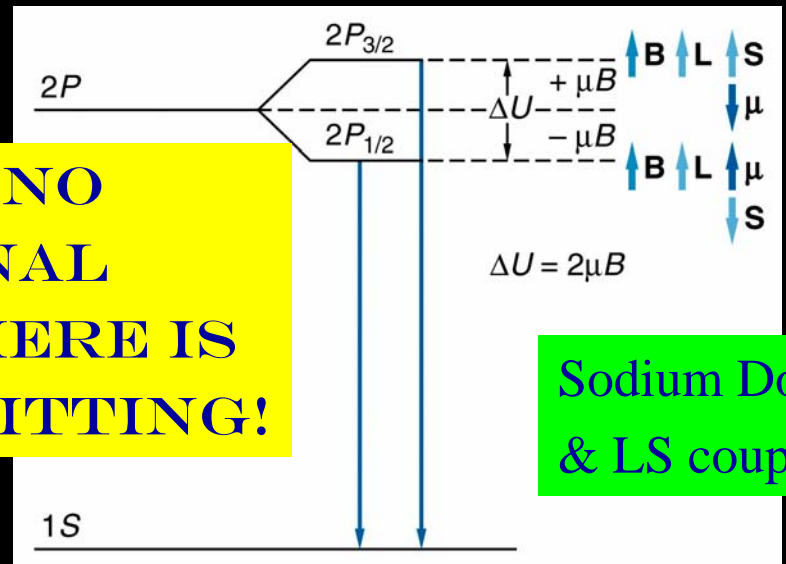 2P₃/₂
2P
+ μB
ΔU
− μB
2P₁/₂
B L S
μ
B L μ
S
ΔU = 2μB
NO
NAL
HERE IS
ITTING!
Sodium Do
& LS coup
1S